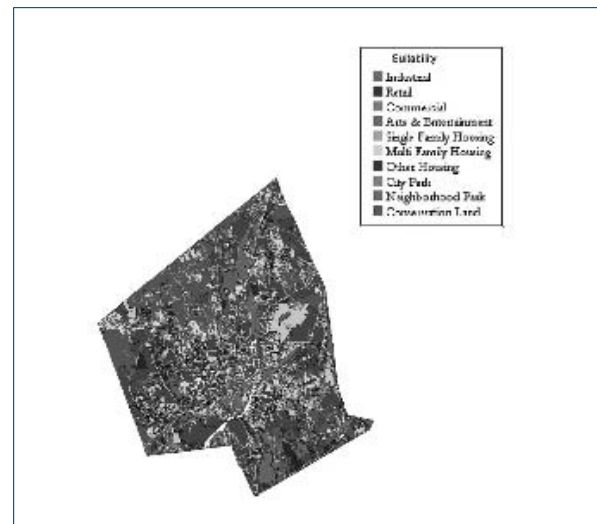 Suitability
Industrial
Retail
Commercial
Arts & Entertainment
Single Family Housing
Multi Family Housing
Other Housing
City Park
Neighborhood Park
Conservation Land